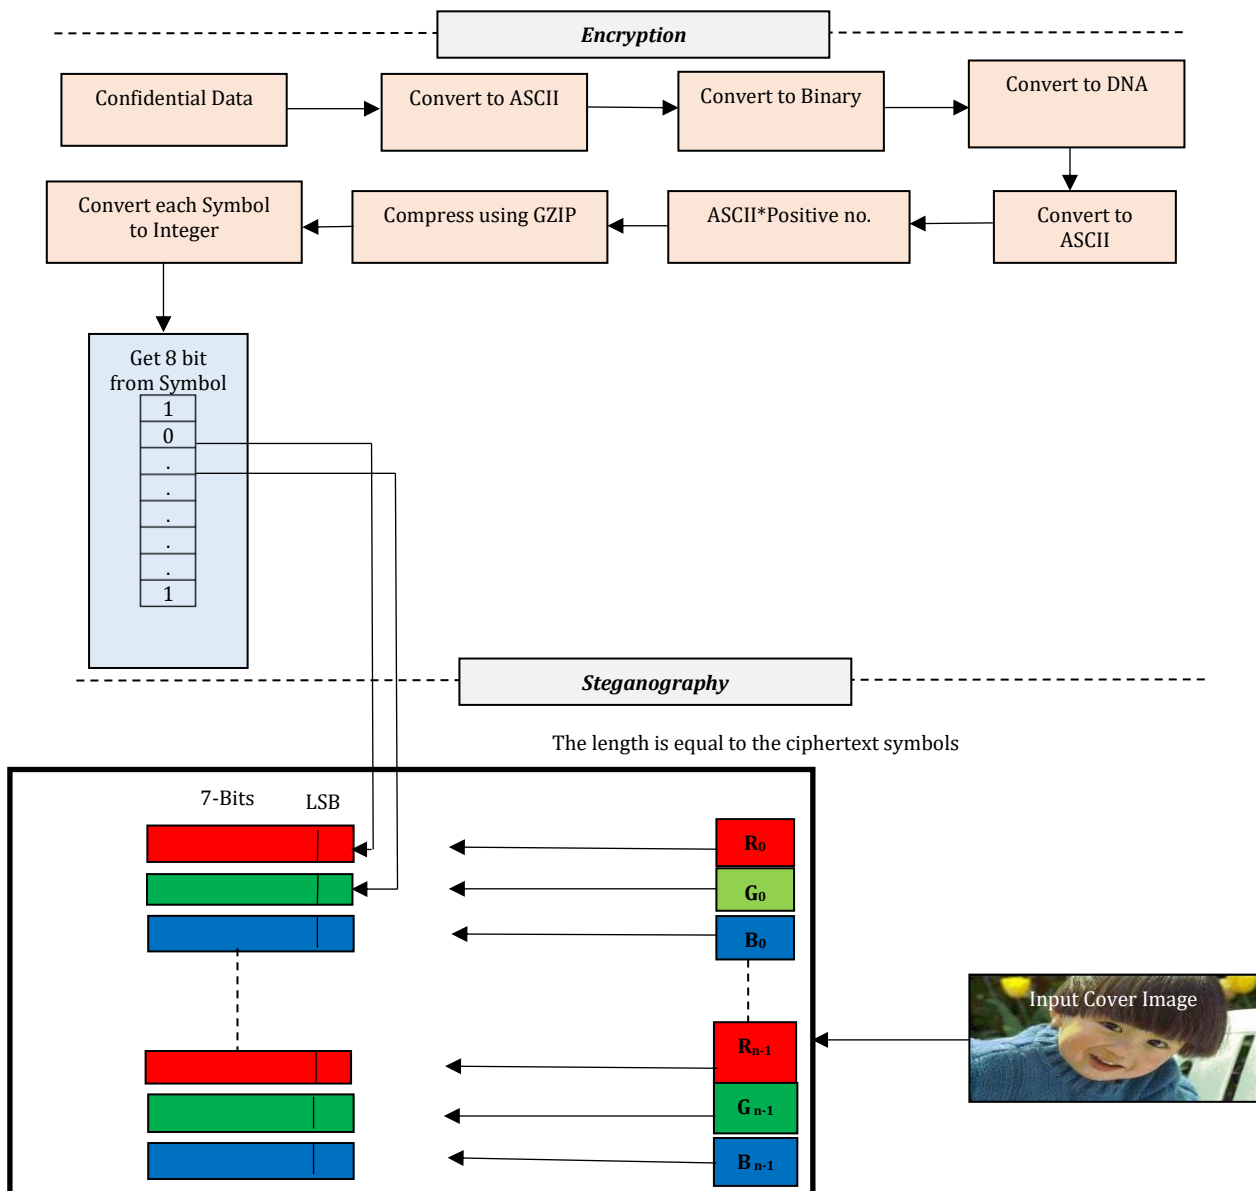 Encryption
Confidential Data
Convert to ASCII
Convert to Binary
Convert to DNA
Convert each Symbol
to Integer
Compress using GZIP
ASCII*Positive no.
Convert to
ASCII
Get 8 bit
from Symbol
1
0
.
.
.
.
.
1
Steganography
The length is equal to the ciphertext symbols
7-Bits
LSB
R0
G0
B0
Input Cover Image
Rn-1
G n-1
B n-1